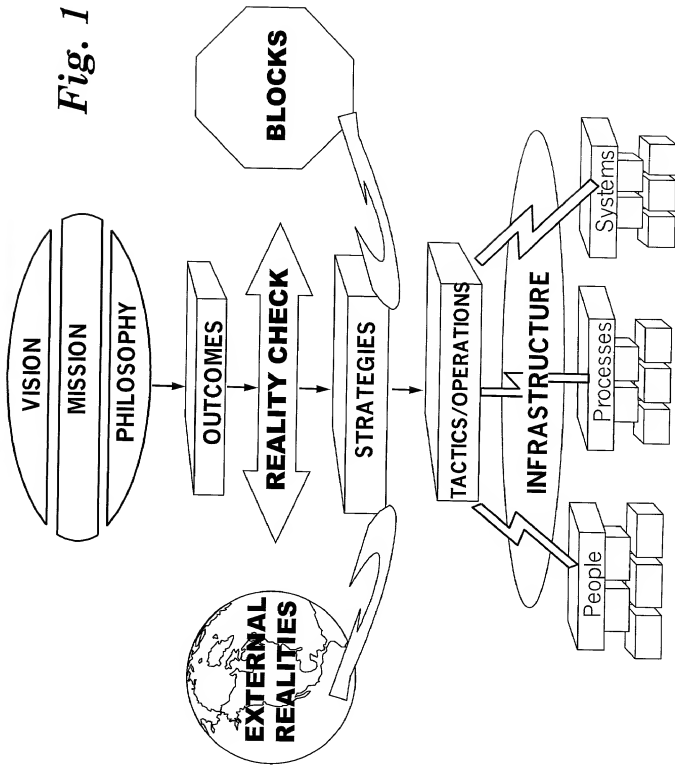 Fig. 1
VISION
MISSION
PHILOSOPHY
OUTCOMES
EXTERNAL
REALITIES
REALITY CHECK
BLOCKS
STRATEGIES
TACTICS/OPERATIONS
INFRASTRUCTURE
People
Processes
Systems